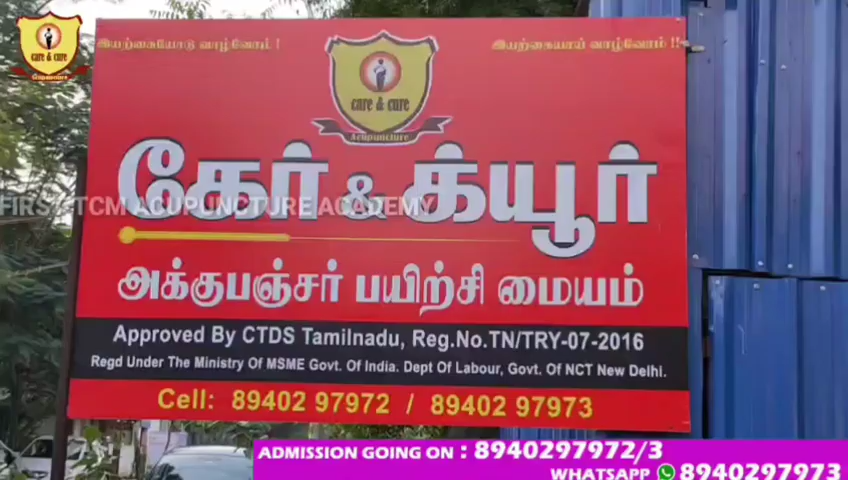 care & cure
இயற்கையோடு வாழ்வோம் !
இயற்கையாய் வாழ்வோம் !!
care & cure
Acupuncture
கேர் & க்யூர்
FIRST TCM ACUPUNCTURE ACADEMY
அக்குபஞ்சர் பயிற்சி மையம்
Approved By CTDS Tamilnadu, Reg.No.TN/TRY-07-2016
Regd Under The Ministry Of MSME Govt. Of India. Dept Of Labour, Govt. Of NCT New Delhi.
Cell: 89402 97972 / 89402 97973
ADMISSION GOING ON : 8940297972/3
WHATSAPP 8940297973